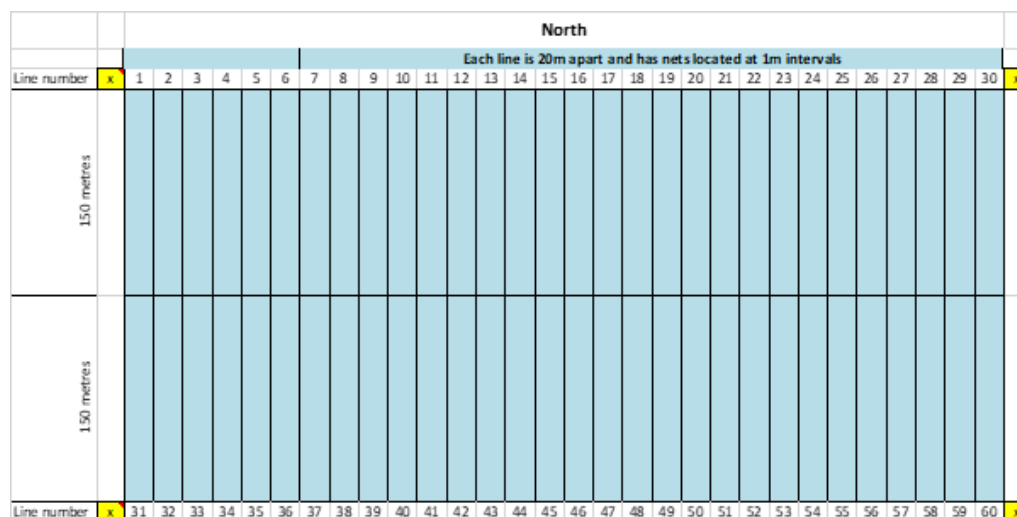 North
Each line is 20m apart and has nets located at 1m intervals
Line number x 1 2 3 4 5 6 7 8 9 10 11 12 13 14 15 16 17 18 19 20 21 22 23 24 25 26 27 28 29 30 x
150 metres
150 metres
Line number x 31 32 33 34 35 36 37 38 39 40 41 42 43 44 45 46 47 48 49 50 51 52 53 54 55 56 57 58 59 60 x